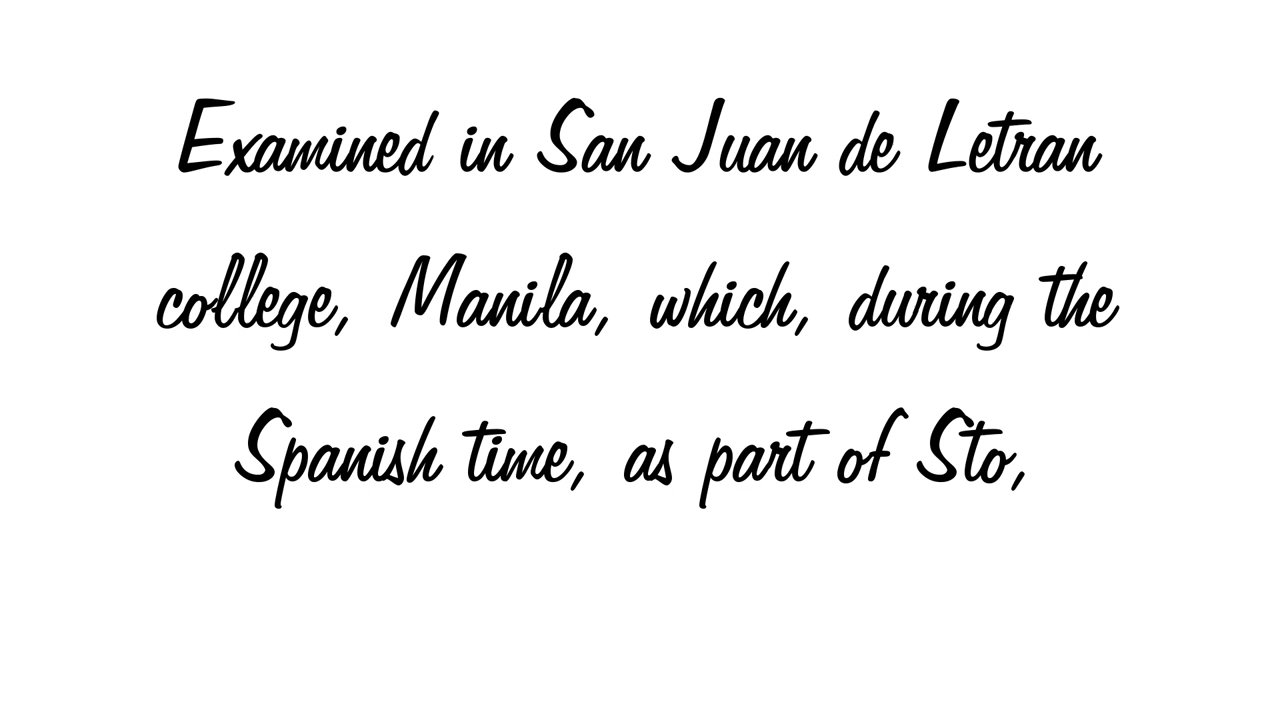 Examined in San Juan de Letran
college, Manila, which, during the
Spanish time, as part of Sto,